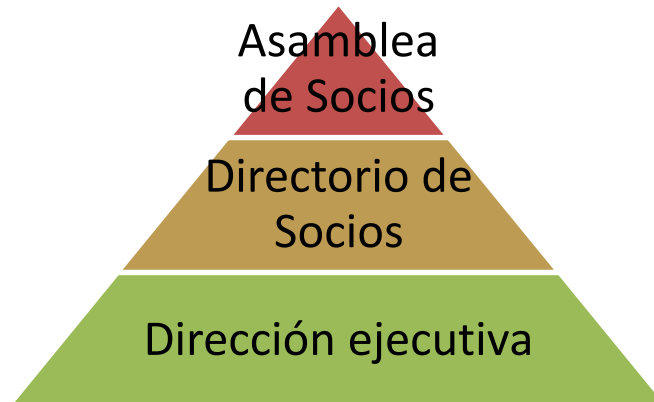 Asamblea
de Socios
Directorio de
Socios
Dirección ejecutiva